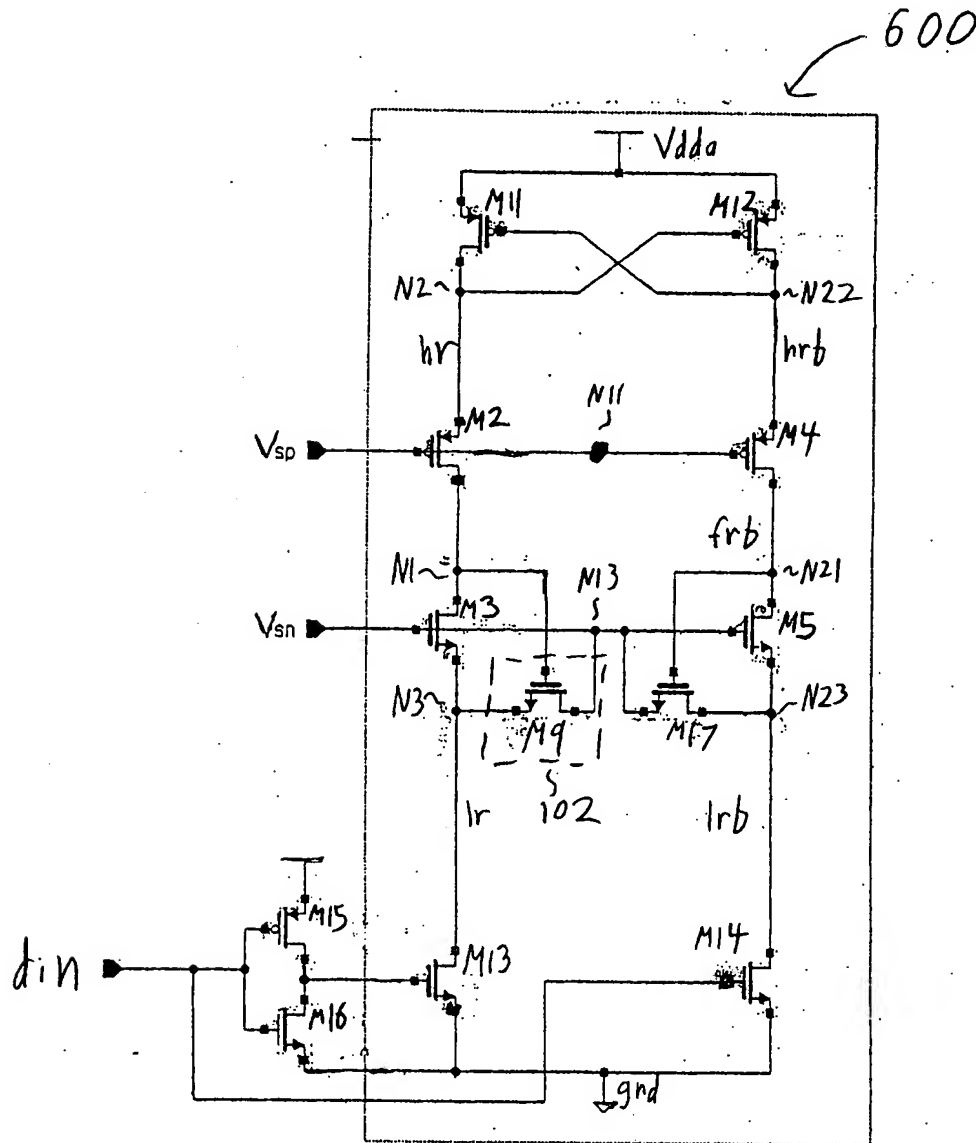 600
Vdda
M11
M12
N2
N22
hr
hrb
N11
M2
M4
Vsp
frb
N1
N13
N21
M3
M5
Vsn
N3
M9
M17
N23
102
lr
lrb
M15
M14
din
M13
M16
gnd